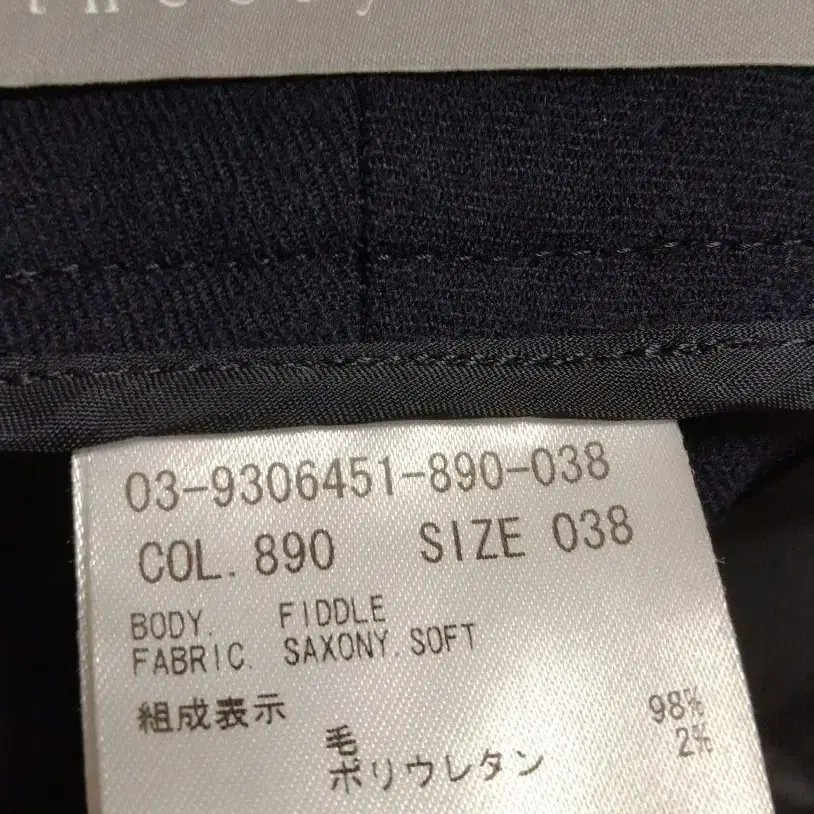 theory
03-9306451-890-038
COL. 890 SIZE 038
BODY. FIDDLE
FABRIC. SAXONY.SOFT
組成表示
毛 98%
ポリウレタン 2%